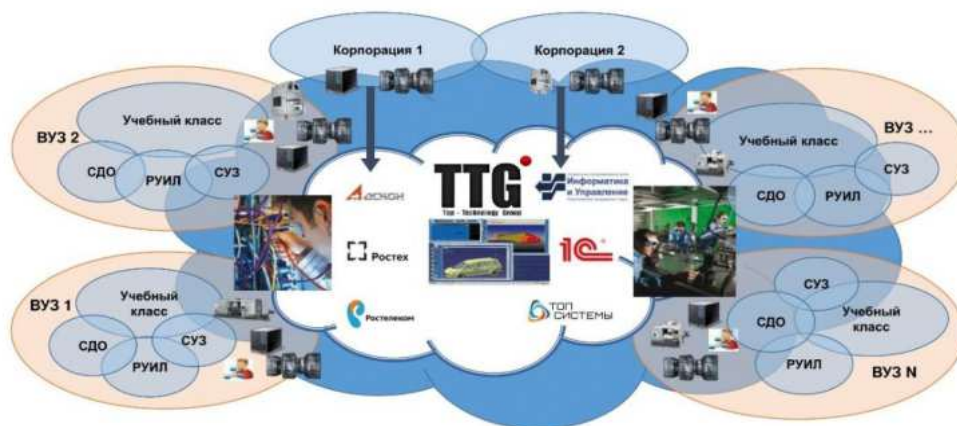 Корпорация 1
Корпорация 2
ВУЗ 2
Учебный класс
СДО
РУИЛ
СУЗ
ВУЗ ...
Учебный класс
СУЗ
СДО
РУИЛ
АСКОН
TTG
Top - Technology Group
Информатика
и Управление
Ростех
1С
Ростелеком
ТОП
СИСТЕМЫ
ВУЗ 1
Учебный
класс
СДО
СУЗ
РУИЛ
СУЗ
СДО
Учебный
класс
РУИЛ
ВУЗ N